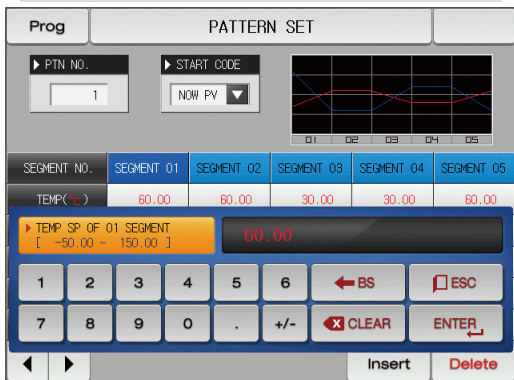 Prog PATTERN SET
▶ PTN NO. ▶ START CODE
1 NOW PV ▼
01 02 03 04 05
SEGMENT NO. SEGMENT 01 SEGMENT 02 SEGMENT 03 SEGMENT 04 SEGMENT 05
TEMP(℃) 60.00 60.00 30.00 30.00 60.00
▶ TEMP SP OF 01 SEGMENT
[ -50.00 ~ 150.00 ] 60.00
1 2 3 4 5 6 BS ESC
7 8 9 0 . +/- CLEAR ENTER
Insert Delete